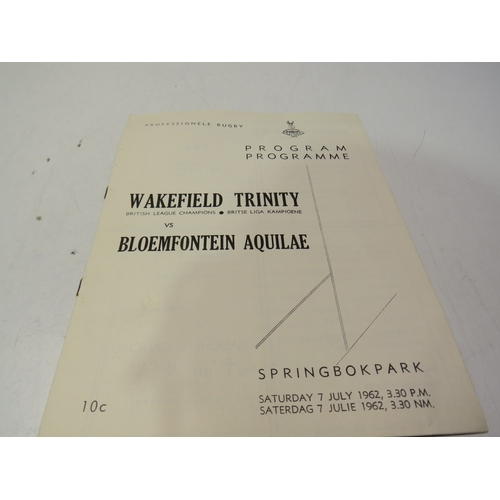 PROFESSIONELE RUGBY
PROGRAM
PROGRAMME
WAKEFIELD TRINITY
BRITISH LEAGUE CHAMPIONS ● BRITSE LIGA KAMPIOENE
vs
BLOEMFONTEIN AQUILAE
SPRINGBOKPARK
SATURDAY 7 JULY 1962, 3.30 P.M.
SATERDAG 7 JULIE 1962, 3.30 NM.
10c